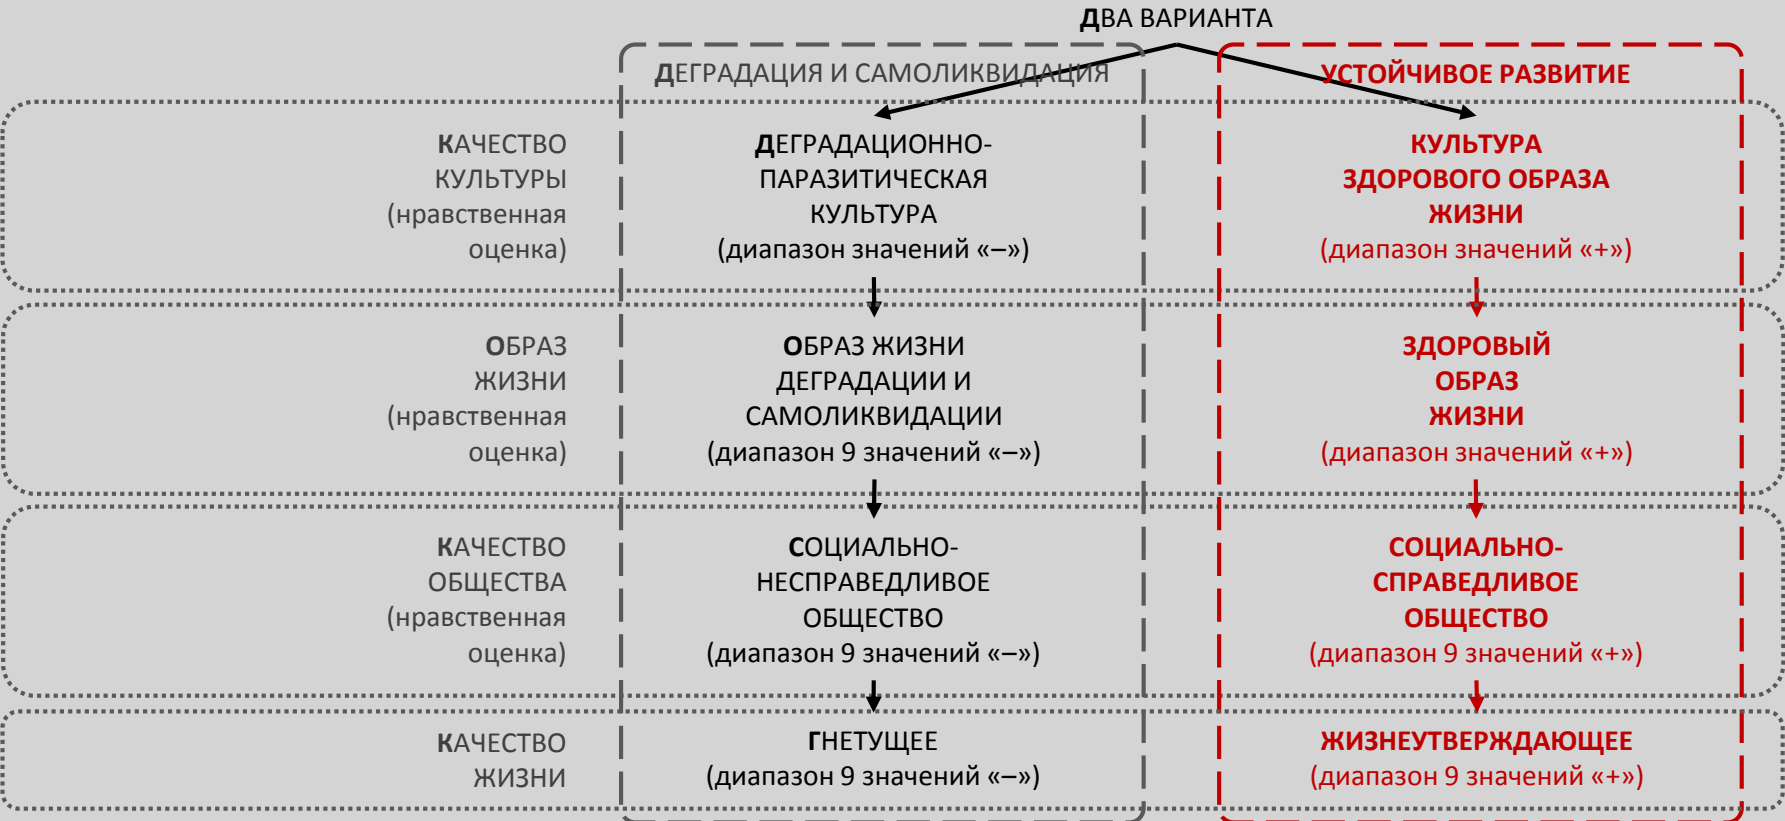 ДВА ВАРИАНТА
ДЕГРАДАЦИЯ И САМОЛИКВИДАЦИЯ
УСТОЙЧИВОЕ РАЗВИТИЕ
КАЧЕСТВО
КУЛЬТУРЫ
(нравственная
оценка)
ДЕГРАДАЦИОННО-
ПАРАЗИТИЧЕСКАЯ
КУЛЬТУРА
(диапазон значений «–»)
КУЛЬТУРА
ЗДОРОВОГО ОБРАЗА
ЖИЗНИ
(диапазон значений «+»)
ОБРАЗ
ЖИЗНИ
(нравственная
оценка)
ОБРАЗ ЖИЗНИ
ДЕГРАДАЦИИ И
САМОЛИКВИДАЦИИ
(диапазон 9 значений «–»)
ЗДОРОВЫЙ
ОБРАЗ
ЖИЗНИ
(диапазон значений «+»)
КАЧЕСТВО
ОБЩЕСТВА
(нравственная
оценка)
СОЦИАЛЬНО-
НЕСПРАВЕДЛИВОЕ
ОБЩЕСТВО
(диапазон 9 значений «–»)
СОЦИАЛЬНО-
СПРАВЕДЛИВОЕ
ОБЩЕСТВО
(диапазон 9 значений «+»)
КАЧЕСТВО
ЖИЗНИ
ГНЕТУЩЕЕ
(диапазон 9 значений «–»)
ЖИЗНЕУТВЕРЖДАЮЩЕЕ
(диапазон 9 значений «+»)